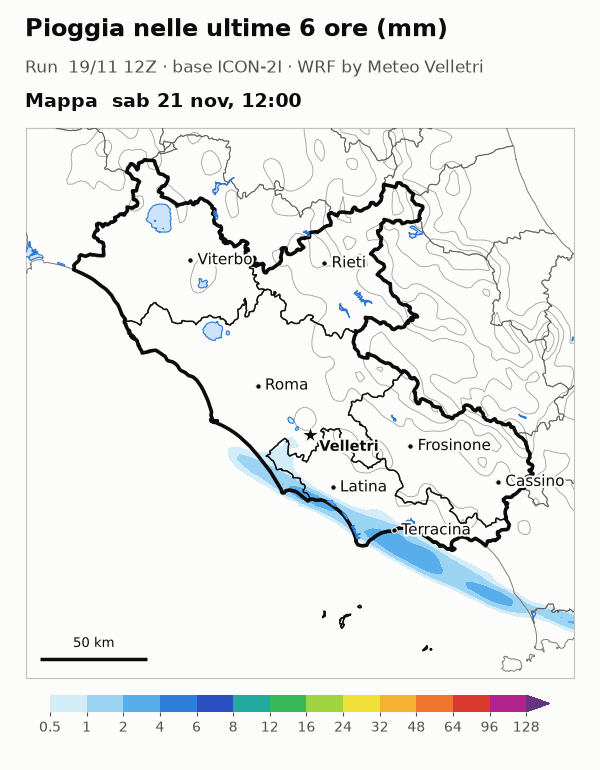 Pioggia nelle ultime 6 ore (mm)
Run  19/11 12Z · base ICON-2I · WRF by Meteo Velletri
Mappa  sab 21 nov, 12:00
Viterbo
Rieti
Roma
Velletri
Frosinone
Cassino
Latina
Terracina
50 km
0.5 1 2 4 6 8 12 16 24 32 48 64 96 128